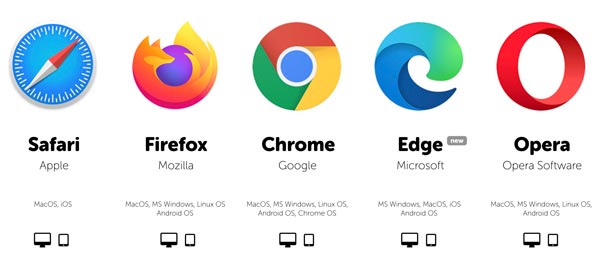 Safari
Apple
MacOS, iOS
Firefox
Mozilla
MacOS, MS Windows, Linux OS
Android OS
Chrome
Google
MacOS, MS Windows, Linux OS,
Android OS, Chrome OS
Edge new
Microsoft
MS Windows, MacOS, iOS
Android OS
Opera
Opera Software
MacOS, MS Windows, Linux OS,
Android OS